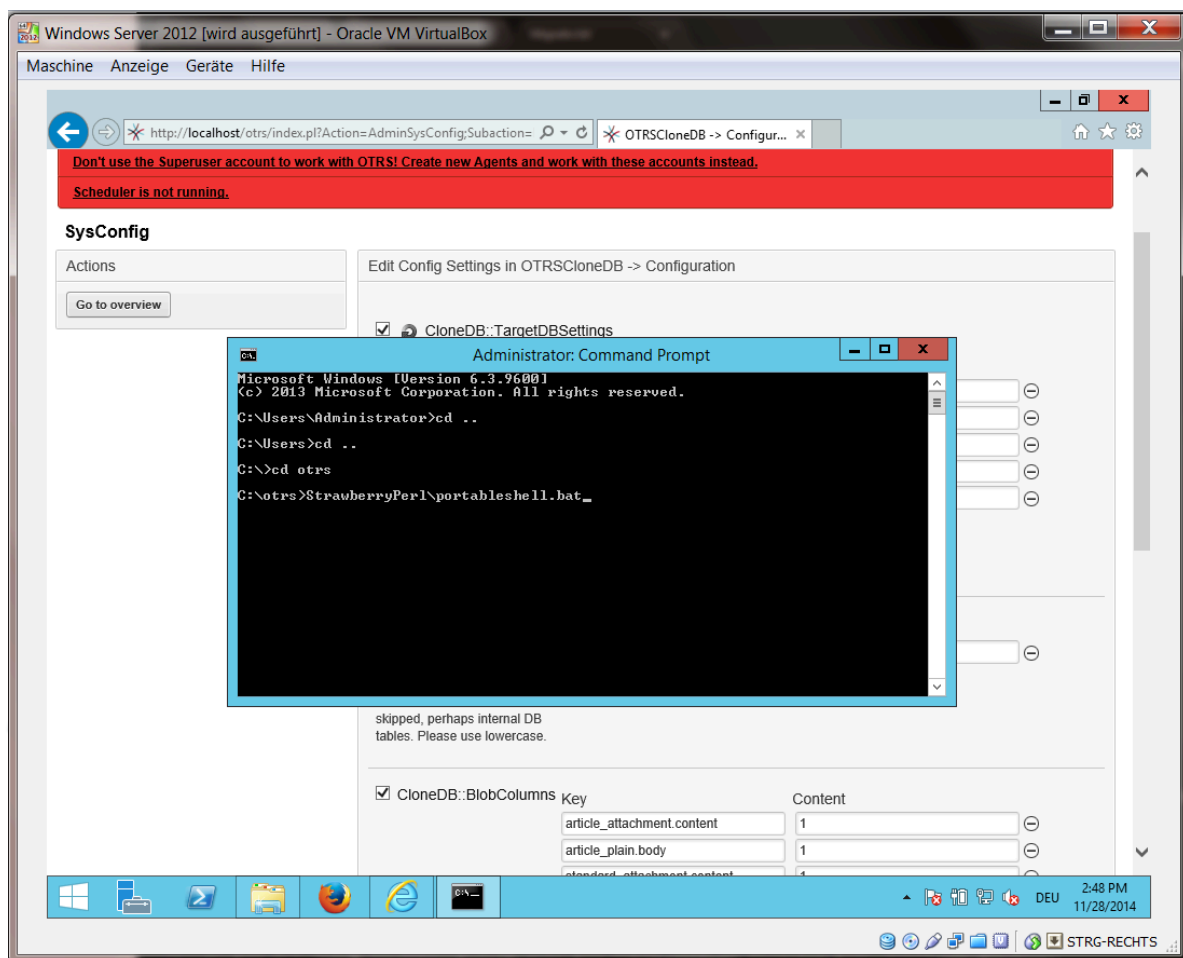 Windows Server 2012 [wird ausgeführt] - Oracle VM VirtualBox
Maschine Anzeige Geräte Hilfe
http://localhost/otrs/index.pl?Action=AdminSysConfig;Subaction=
OTRSCloneDB -> Configur...
Don't use the Superuser account to work with OTRS! Create new Agents and work with these accounts instead.
Scheduler is not running.
SysConfig
Actions
Go to overview
Edit Config Settings in OTRSCloneDB -> Configuration
CloneDB::TargetDBSettings
Administrator: Command Prompt
Microsoft Windows [Version 6.3.9600]
(c) 2013 Microsoft Corporation. All rights reserved.
C:\Users\Administrator>cd ..
C:\Users>cd ..
C:\>cd otrs
C:\otrs>StrawberryPerl\portableshell.bat_
skipped, perhaps internal DB
tables. Please use lowercase.
CloneDB::BlobColumns
Key Content
article_attachment.content 1
article_plain.body 1
standard_attachment.content 1
DEU
2:48 PM
11/28/2014
STRG-RECHTS